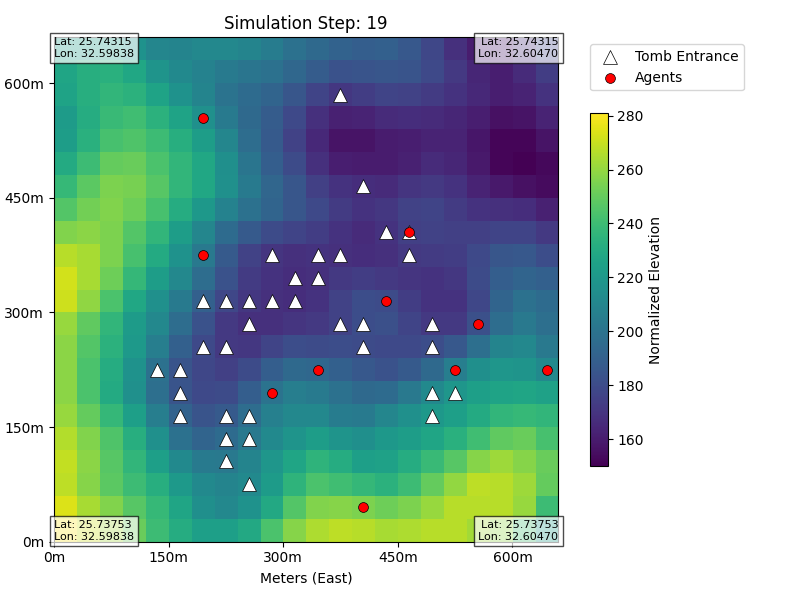 Simulation Step: 19
Lat: 25.74315
Lon: 32.59838
Lat: 25.74315
Lon: 32.60470
Tomb Entrance
Agents
600m
450m
300m
150m
0m
Lat: 25.73753
Lon: 32.59838
Lat: 25.73753
Lon: 32.60470
0m
150m
300m
450m
600m
Meters (East)
280
260
240
220
200
180
160
Normalized Elevation